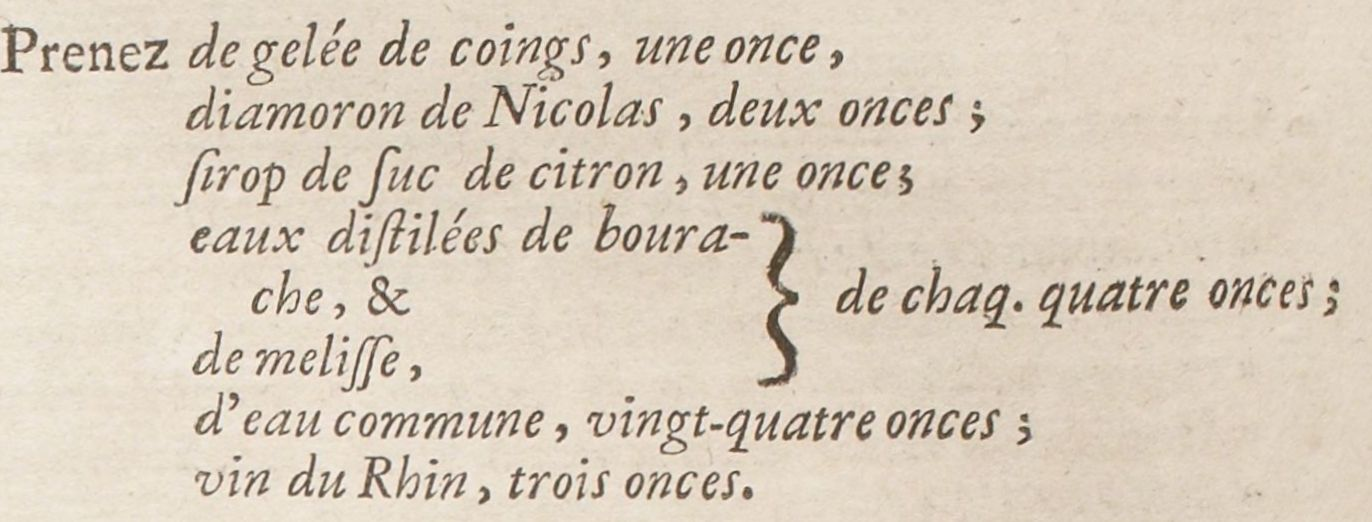 Prenez de gelée de coings, une once,
diamoron de Nicolas, deux onces;
ſirop de ſuc de citron, une once;
eaux diſtilées de boura-
che, &
de chaq. quatre onces;
de meliſſe,
d'eau commune, vingt-quatre onces;
vin du Rhin, trois onces.